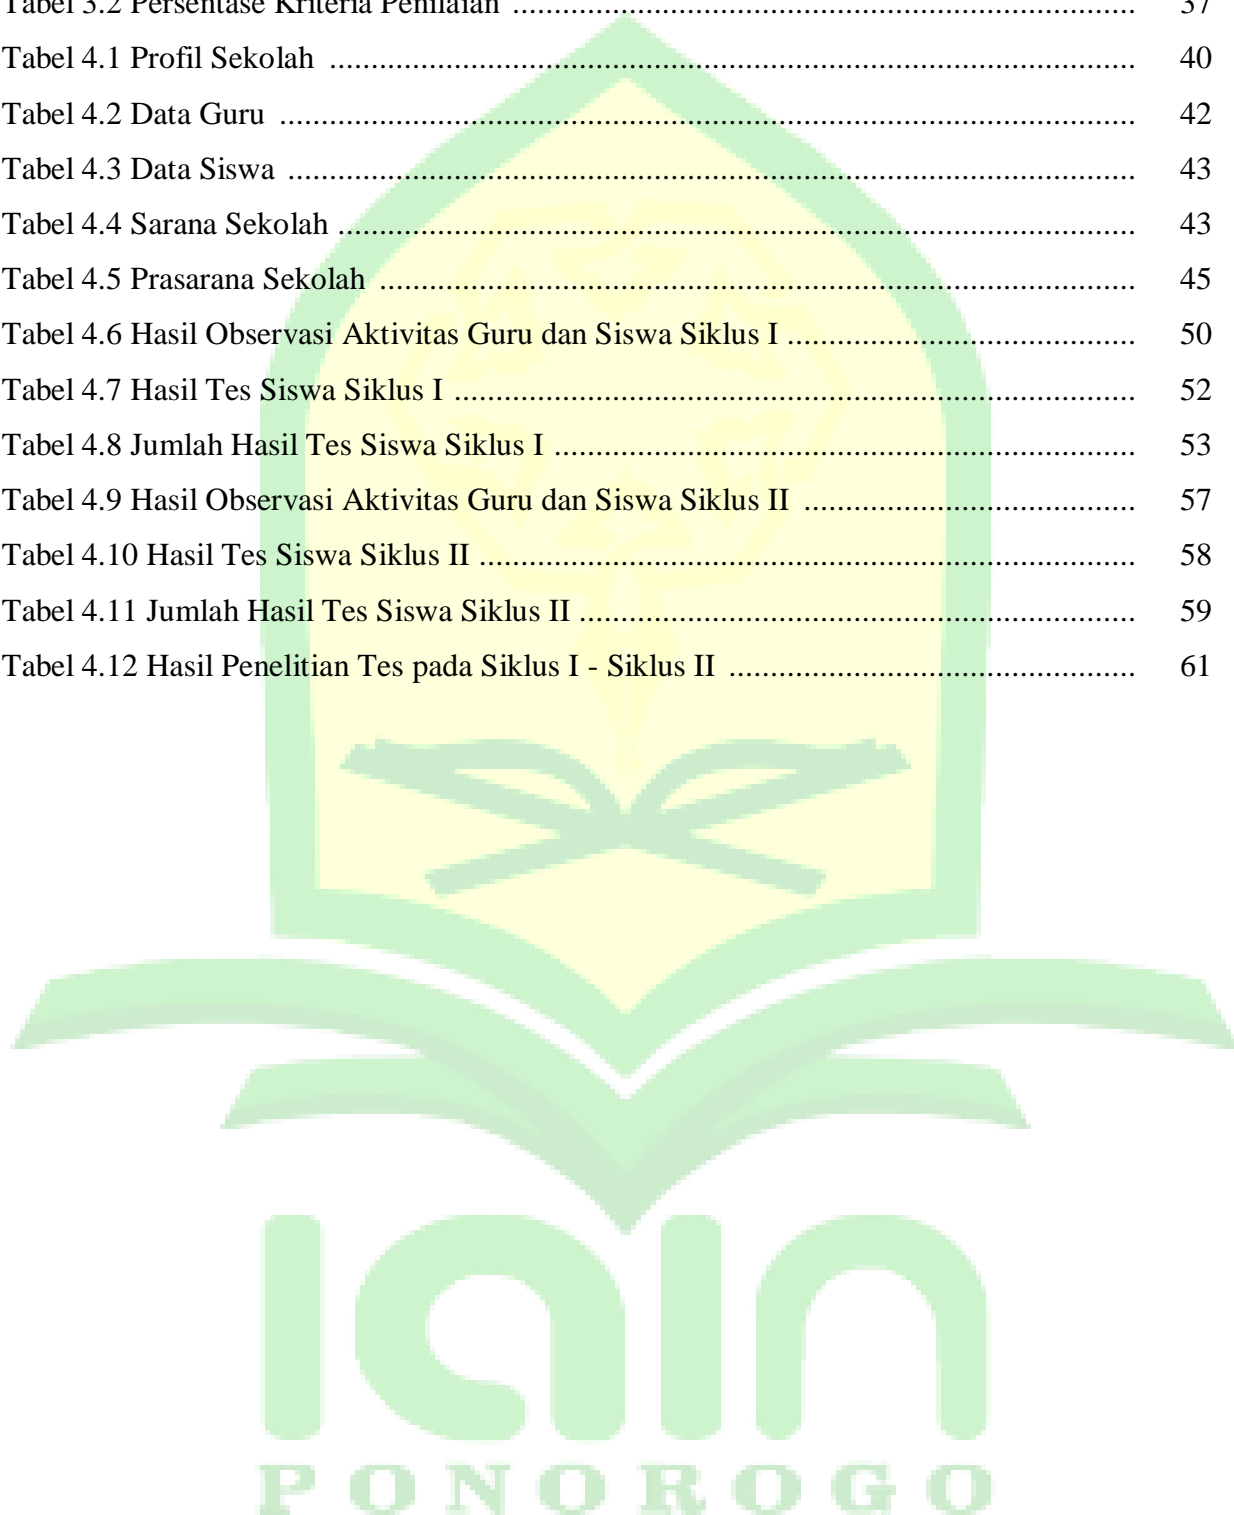 Tabel 3.2 Persentase Kriteria Penilaian ............................................................................. 37
Tabel 4.1 Profil Sekolah .................................................................................................... 40
Tabel 4.2 Data Guru .......................................................................................................... 42
Tabel 4.3 Data Siswa ......................................................................................................... 43
Tabel 4.4 Sarana Sekolah ................................................................................................... 43
Tabel 4.5 Prasarana Sekolah .............................................................................................. 45
Tabel 4.6 Hasil Observasi Aktivitas Guru dan Siswa Siklus I ........................................... 50
Tabel 4.7 Hasil Tes Siswa Siklus I ..................................................................................... 52
Tabel 4.8 Jumlah Hasil Tes Siswa Siklus I ........................................................................ 53
Tabel 4.9 Hasil Observasi Aktivitas Guru dan Siswa Siklus II ......................................... 57
Tabel 4.10 Hasil Tes Siswa Siklus II .................................................................................. 58
Tabel 4.11 Jumlah Hasil Tes Siswa Siklus II ..................................................................... 59
Tabel 4.12 Hasil Penelitian Tes pada Siklus I - Siklus II ................................................... 61
iain
PONOROGO